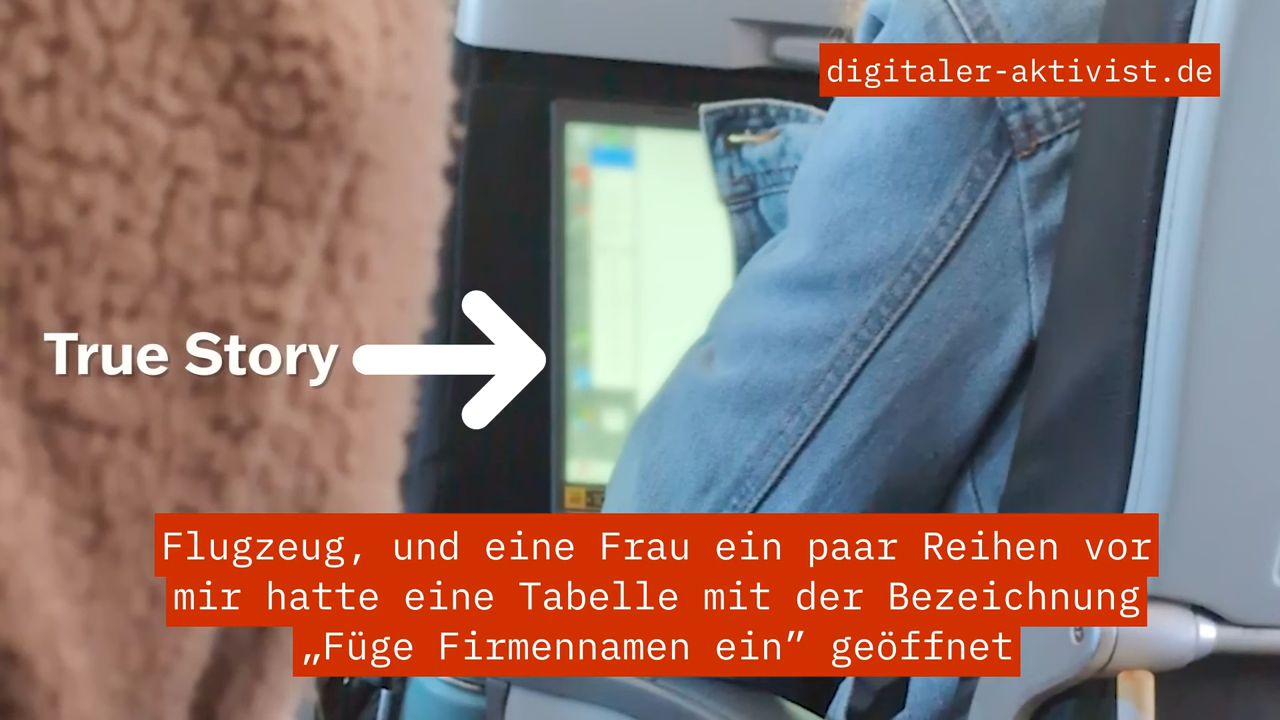 digitaler-aktivist.de
True Story
Flugzeug, und eine Frau ein paar Reihen vor
mir hatte eine Tabelle mit der Bezeichnung
„Füge Firmennamen ein” geöffnet